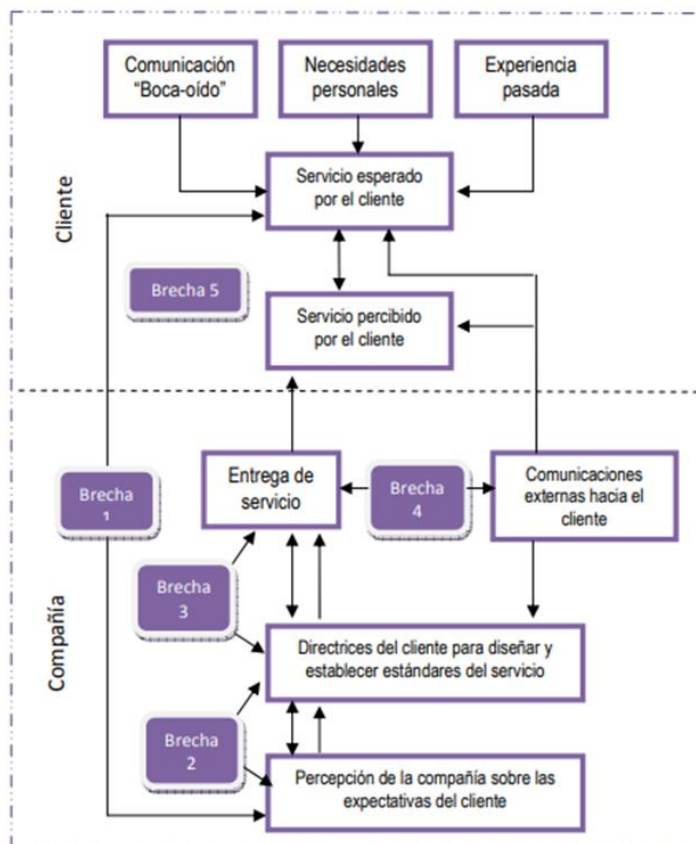 Comunicación
“Boca-oído”
Necesidades
personales
Experiencia
pasada
Cliente
Servicio esperado
por el cliente
Brecha 5
Servicio percibido
por el cliente
Compañía
Brecha
1
Entrega de
servicio
Brecha
4
Comunicaciones
externas hacia el
cliente
Brecha
3
Directrices del cliente para diseñar y
establecer estándares del servicio
Brecha
2
Percepción de la compañía sobre las
expectativas del cliente